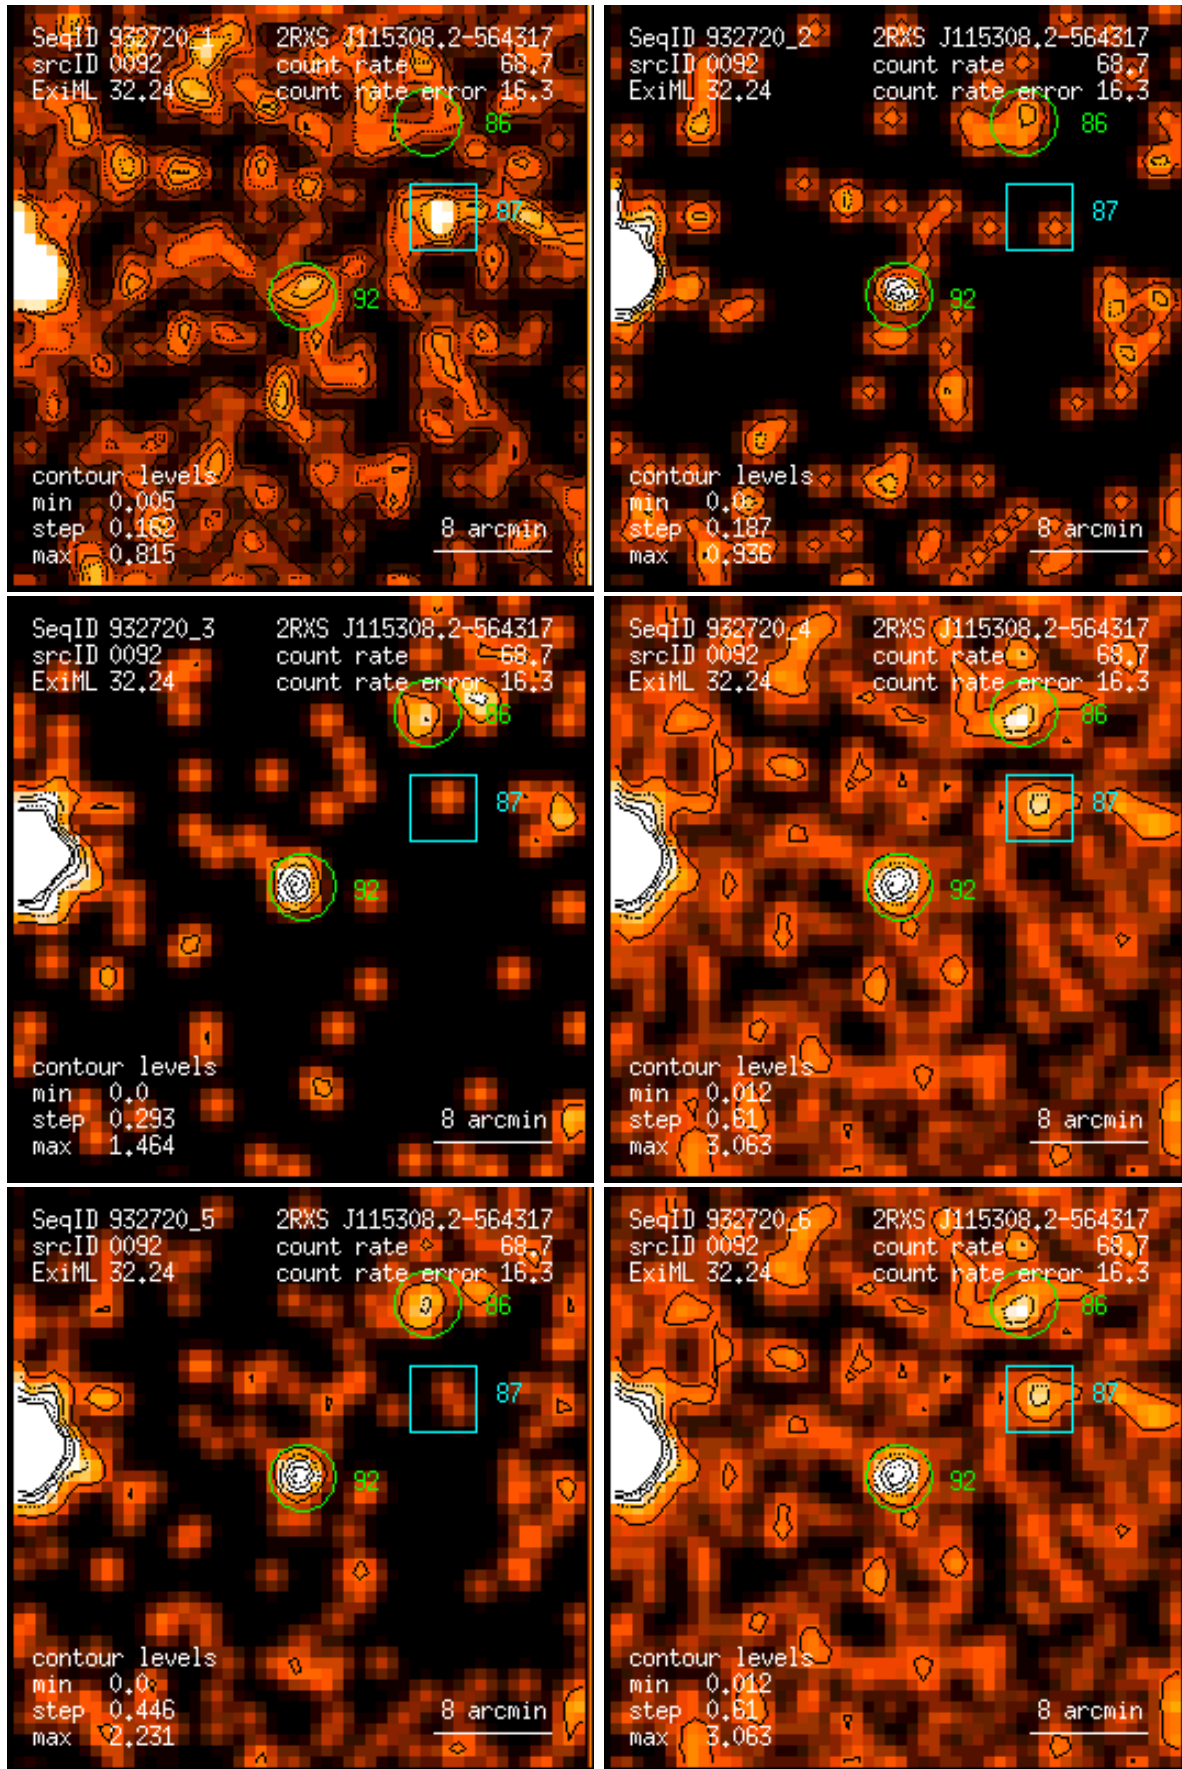 SeqID 932720_1 2RXS J115308.2-564317
srcID 0092 count rate 68.7
ExiML 32.24 count rate error 16.3
86
87
92
contour levels
min 0.005
step 0.162 8 arcmin
max 0.815
SeqID 932720_2 2RXS J115308.2-564317
srcID 0092 count rate 68.7
ExiML 32.24 count rate error 16.3
86
87
92
contour levels
min 0.0
step 0.187 8 arcmin
max 0.936
SeqID 932720_3 2RXS J115308.2-564317
srcID 0092 count rate 68.7
ExiML 32.24 count rate error 16.3
86
87
92
contour levels
min 0.0
step 0.293 8 arcmin
max 1.464
SeqID 932720_4 2RXS J115308.2-564317
srcID 0092 count rate 68.7
ExiML 32.24 count rate error 16.3
86
87
92
contour levels
min 0.012
step 0.61 8 arcmin
max 3.063
SeqID 932720_5 2RXS J115308.2-564317
srcID 0092 count rate 68.7
ExiML 32.24 count rate error 16.3
86
87
92
contour levels
min 0.0
step 0.446 8 arcmin
max 2.231
SeqID 932720_6 2RXS J115308.2-564317
srcID 0092 count rate 68.7
ExiML 32.24 count rate error 16.3
86
87
92
contour levels
min 0.012
step 0.61 8 arcmin
max 3.063